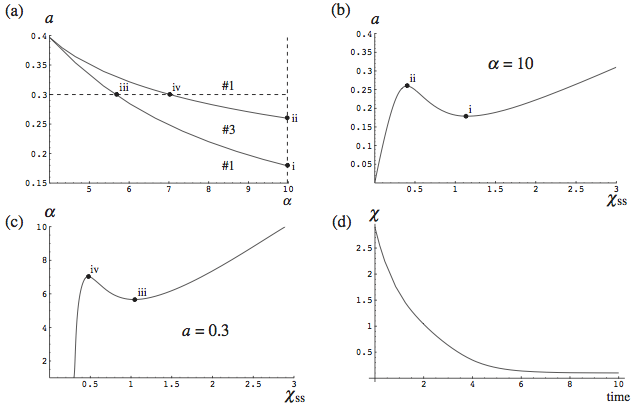 (a)
a
0.4
0.35
0.3
0.25
0.2
0.15
iii
iv
#1
ii
#3
#1
i
5
6
7
8
9
10
α
(b)
a
0.4
0.35
0.3
0.25
0.2
0.15
0.1
0.05
ii
i
α = 10
0.5
1
1.5
2
2.5
3
χss
(c)
α
10
8
6
4
2
iv
iii
a = 0.3
0.5
1
1.5
2
2.5
3
χss
(d)
χ
2.5
2
1.5
1
0.5
2
4
6
8
10
time